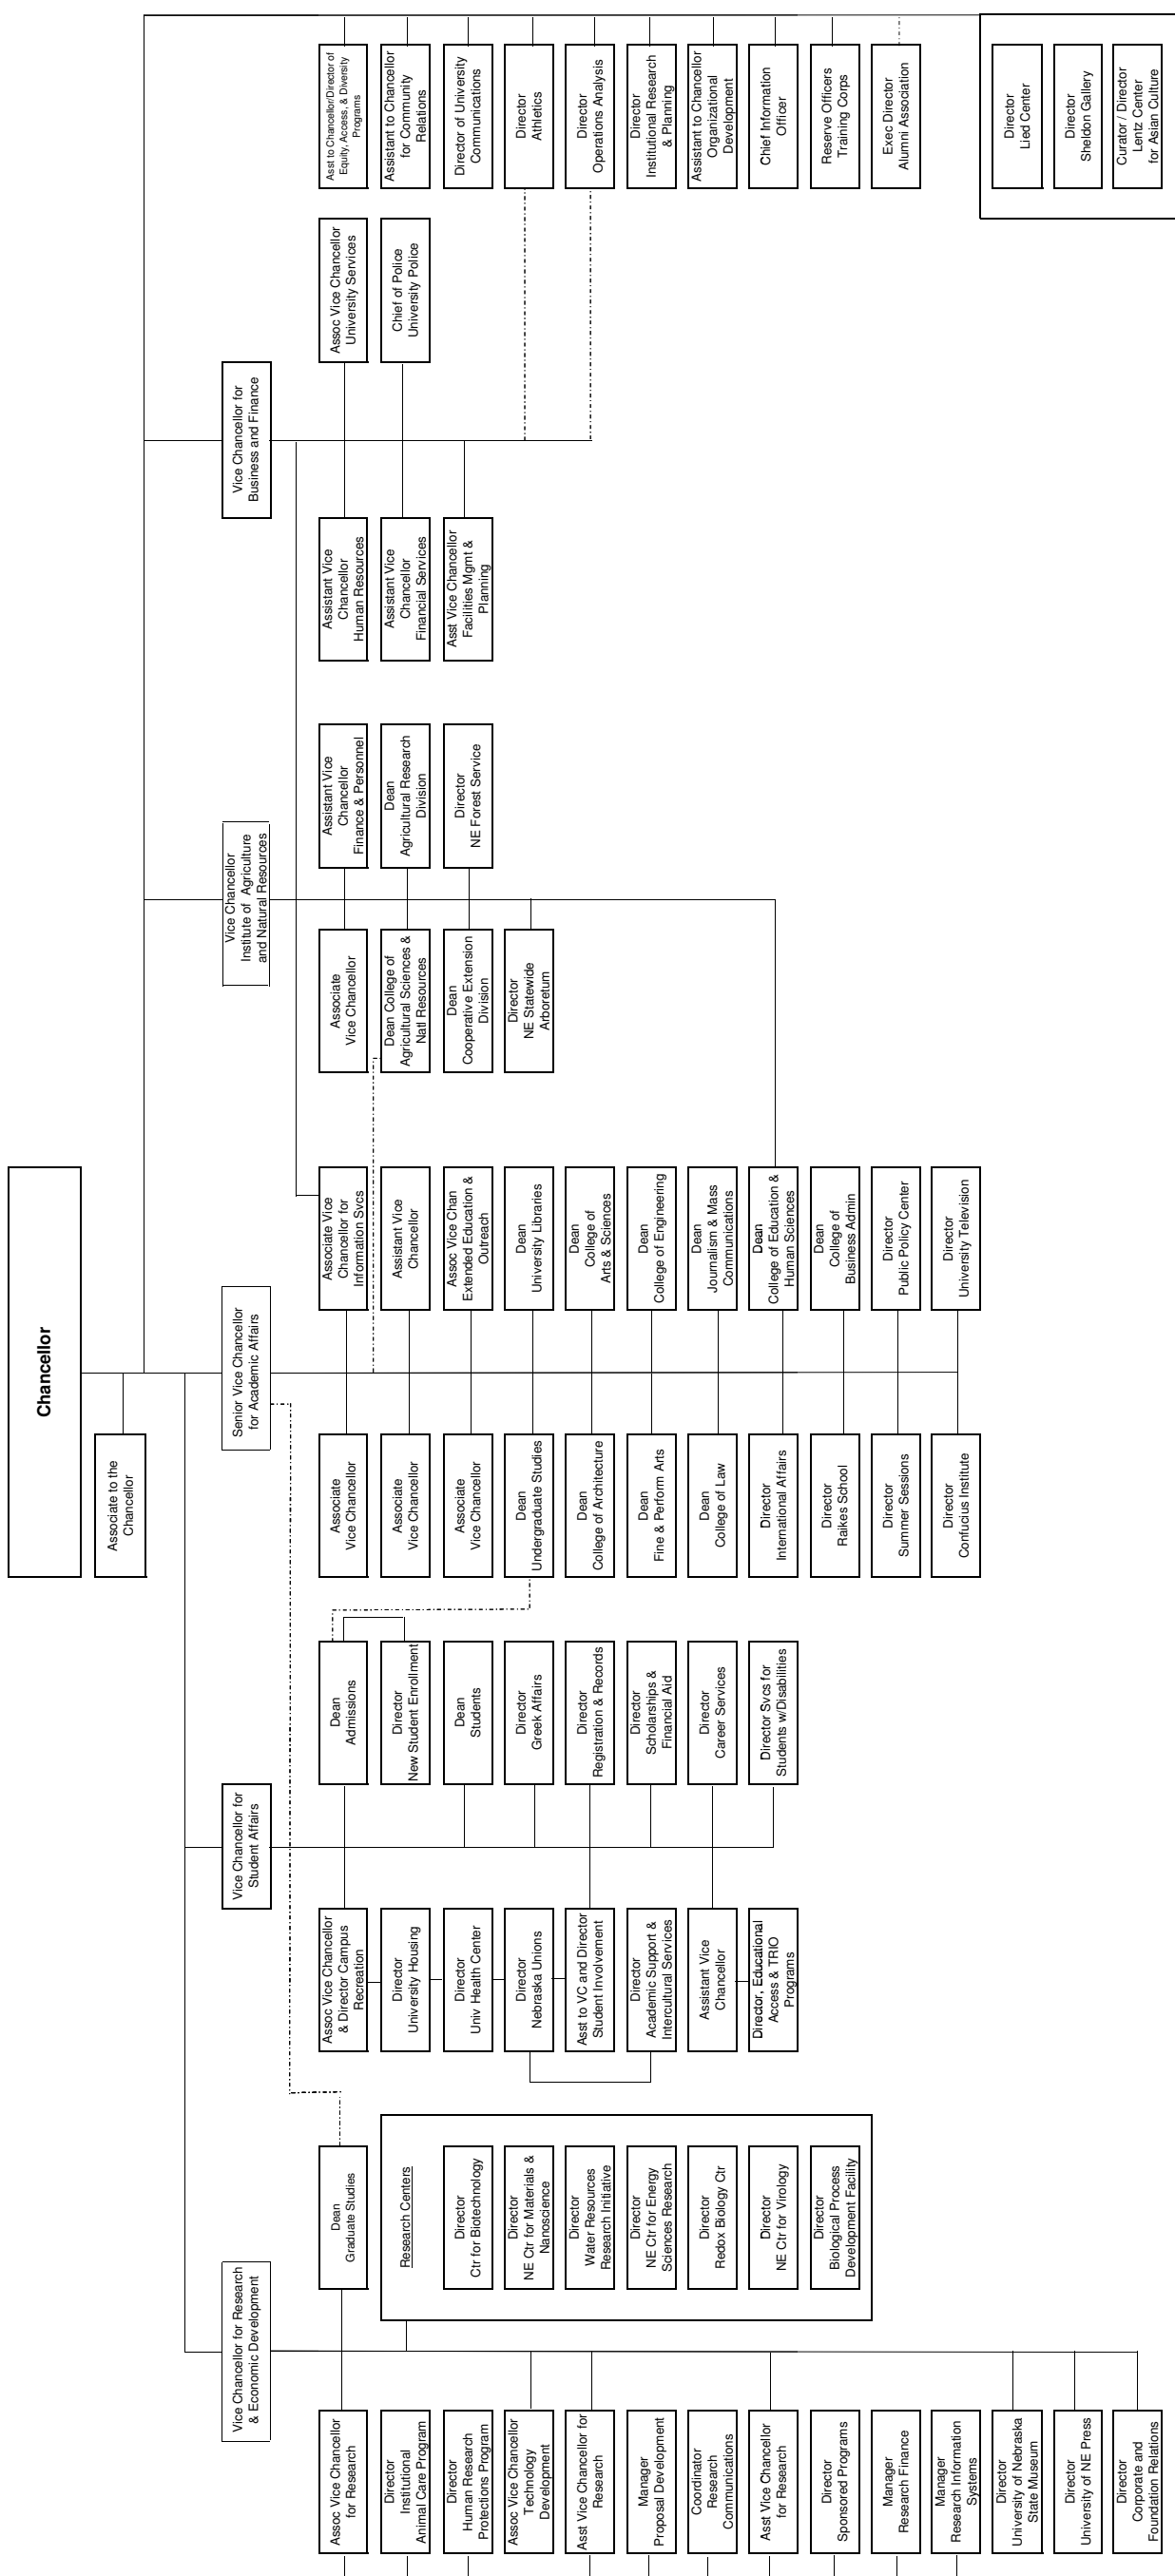 Chancellor
Associate to the
Chancellor
Vice Chancellor for Research
& Economic Development
Vice Chancellor for
Student Affairs
Senior Vice Chancellor
for Academic Affairs
Vice Chancellor
Institute of Agriculture
and Natural Resources
Vice Chancellor for
Business and Finance
Assoc Vice Chancellor
for Research
Director
Institutional
Animal Care Program
Director
Human Research
Protections Program
Assoc Vice Chancellor
Technology
Development
Asst Vice Chancellor for
Research
Manager
Proposal Development
Coordinator
Research
Communications
Asst Vice Chancellor
for Research
Director
Sponsored Programs
Manager
Research Finance
Manager
Research Information
Systems
Director
University of Nebraska
State Museum
Director
University of NE Press
Director
Corporate and
Foundation Relations
Dean
Graduate Studies
Research Centers
Director
Ctr for Biotechnology
Director
NE Ctr for Materials &
Nanoscience
Director
Water Resources
Research Initiative
Director
NE Ctr for Energy
Sciences Research
Director
Redox Biology Ctr
Director
NE Ctr for Virology
Director
Biological Process
Development Facility
Assoc Vice Chancellor
& Director Campus
Recreation
Director
University Housing
Director
Univ Health Center
Director
Nebraska Unions
Asst to VC and Director
Student Involvement
Director
Academic Support &
Intercultural Services
Assistant Vice
Chancellor
Director, Educational
Access & TRIO
Programs
Dean
Admissions
Director
New Student Enrollment
Dean
Students
Director
Greek Affairs
Director
Registration & Records
Director
Scholarships &
Financial Aid
Director
Career Services
Director Svcs for
Students w/Disabilities
Associate
Vice Chancellor
Associate
Vice Chancellor
Associate
Vice Chancellor
Dean
Undergraduate Studies
Dean
College of Architecture
Dean
Fine & Perform Arts
Dean
College of Law
Director
International Affairs
Director
Raikes School
Director
Summer Sessions
Director
Confucius Institute
Associate Vice
Chancellor for
Information Svcs
Assistant Vice
Chancellor
Assoc Vice Chan
Extended Education &
Outreach
Dean
University Libraries
Dean
College of
Arts & Sciences
Dean
College of Engineering
Dean
Journalism & Mass
Communications
Dean
College of Education &
Human Sciences
Dean
College of
Business Admin
Director
Public Policy Center
Director
University Television
Associate
Vice Chancellor
Dean College of
Agricultural Sciences &
Natl Resources
Dean
Cooperative Extension
Division
Director
NE Statewide
Arboretum
Assistant Vice
Chancellor
Finance & Personnel
Dean
Agricultural Research
Division
Director
NE Forest Service
Assistant Vice
Chancellor
Human Resources
Assistant Vice
Chancellor
Financial Services
Asst Vice Chancellor
Facilities Mgmt &
Planning
Assoc Vice Chancellor
University Services
Chief of Police
University Police
Asst to Chancellor/Director of
Equity, Access, & Diversity
Programs
Assistant to Chancellor
for Community
Relations
Director of University
Communications
Director
Athletics
Director
Operations Analysis
Director
Institutional Research
& Planning
Assistant to Chancellor
Organizational
Development
Chief Information
Officer
Reserve Officers
Training Corps
Exec Director
Alumni Association
Director
Lied Center
Director
Sheldon Gallery
Curator / Director
Lentz Center
for Asian Culture